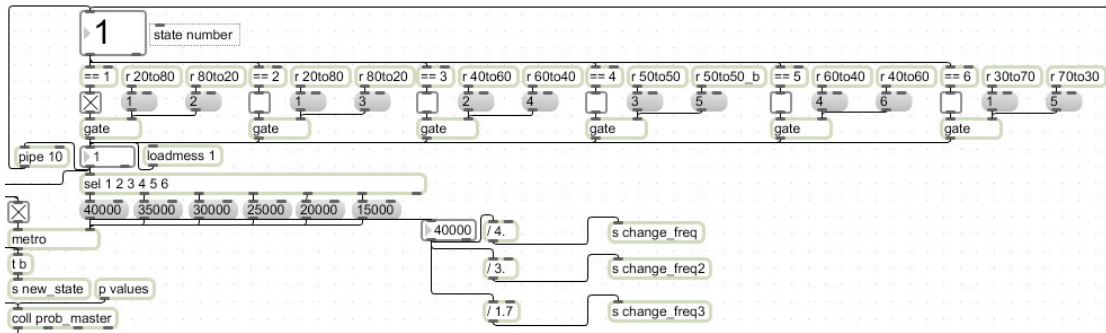 1 state number
== 1 r 20to80 r 80to20 == 2 r 20to80 r 80to20 == 3 r 40to60 r 60to40 == 4 r 50to50 r 50to50_b == 5 r 60to40 r 40to60 == 6 r 30to70 r 70to30
1 2 1 3 2 4 3 5 4 6 1 5
gate gate gate gate gate gate
pipe 10 1 loadmess 1
sel 1 2 3 4 5 6
40000 35000 30000 25000 20000 15000
40000 / 4. s change_freq
metro
t b / 3. s change_freq2
s new_state p values
/ 1.7 s change_freq3
coll prob_master